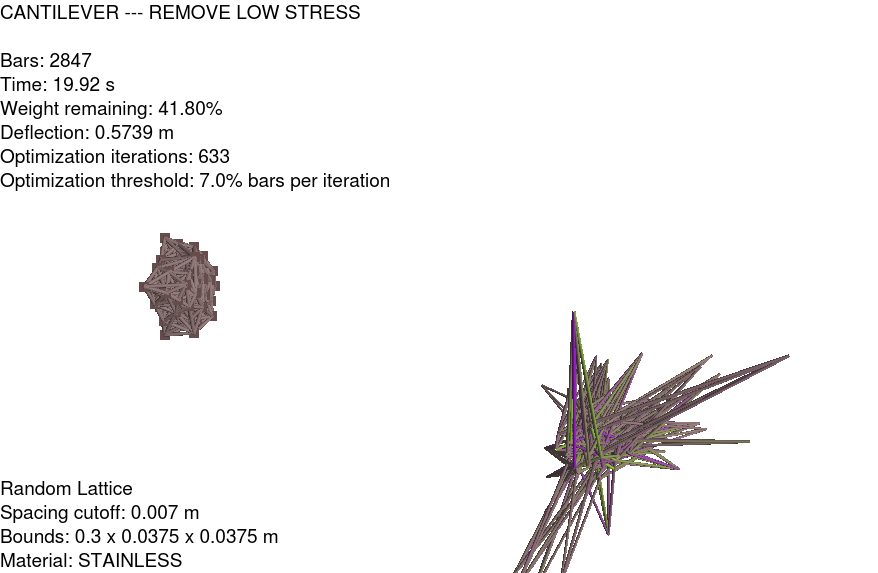 CANTILEVER --- REMOVE LOW STRESS
Bars: 2847
Time: 19.92 s
Weight remaining: 41.80%
Deflection: 0.5739 m
Optimization iterations: 633
Optimization threshold: 7.0% bars per iteration
Random Lattice
Spacing cutoff: 0.007 m
Bounds: 0.3 x 0.0375 x 0.0375 m
Material: STAINLESS